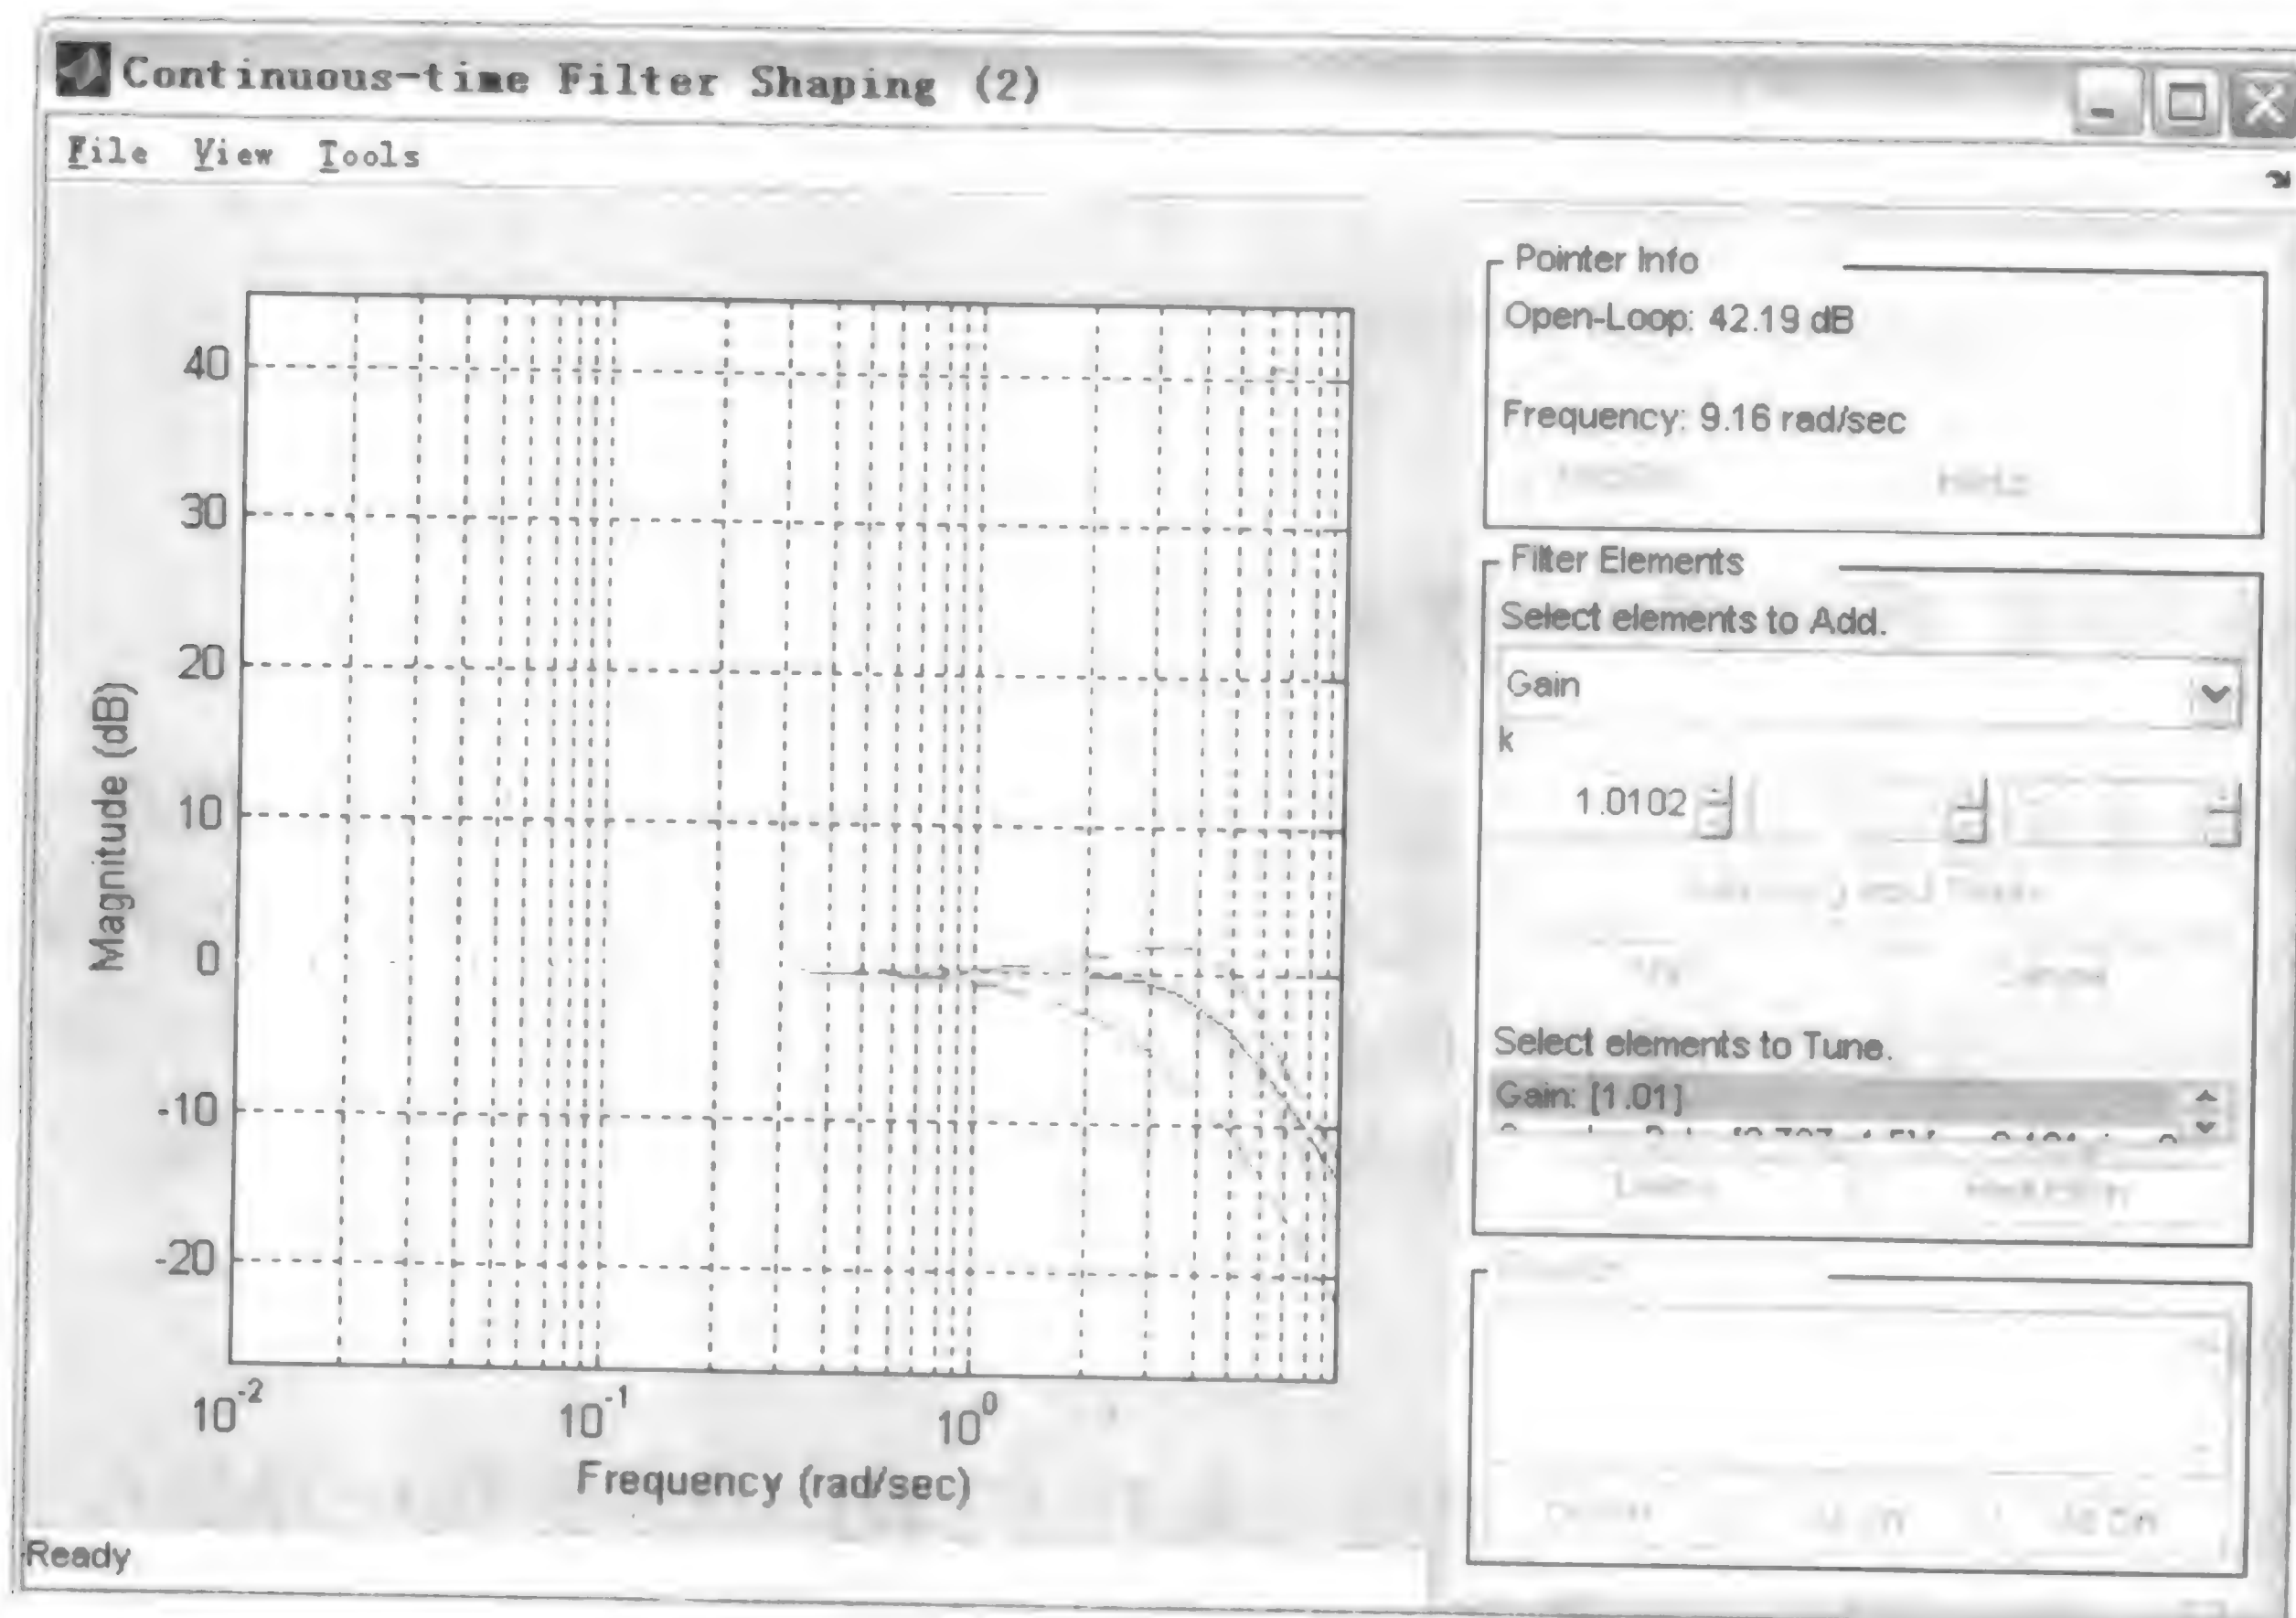 Continuous-time Filter Shaping (2)
File View Tools
Pointer Info
Open-Loop: 42.19 dB
Frequency: 9.16 rad/sec
Filter Elements
Select elements to Add.
Gain
k
1.0102
Select elements to Tune.
Gain: [1.01]
40
30
20
10
0
-10
-20
Magnitude (dB)
10^-2 10^-1 10^0
Frequency (rad/sec)
Ready